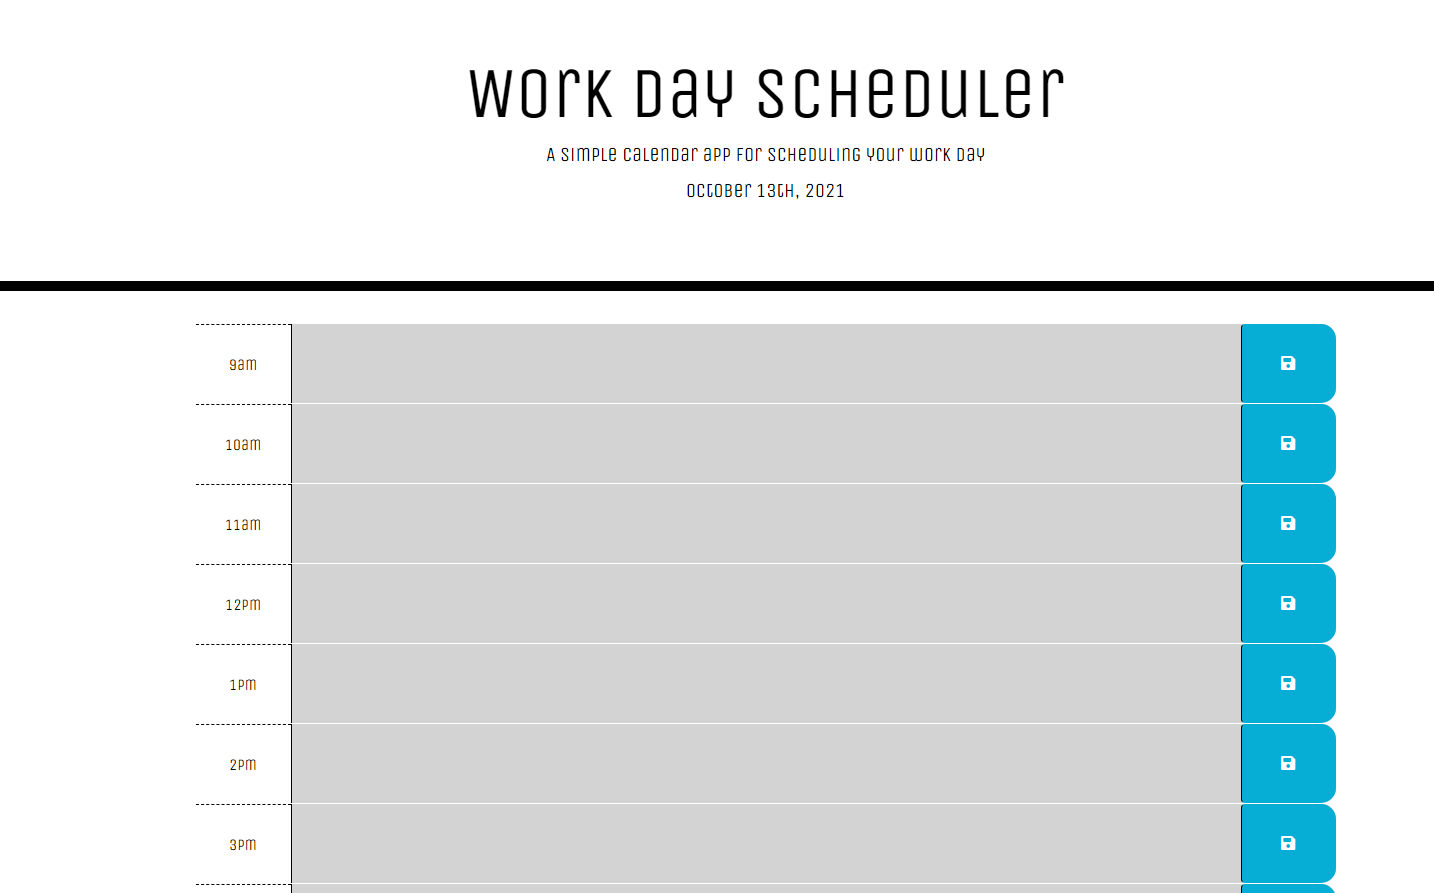 Work Day Scheduler
A simple calendar app for scheduling your work day
October 13th, 2021
9am
10am
11am
12pm
1pm
2pm
3pm